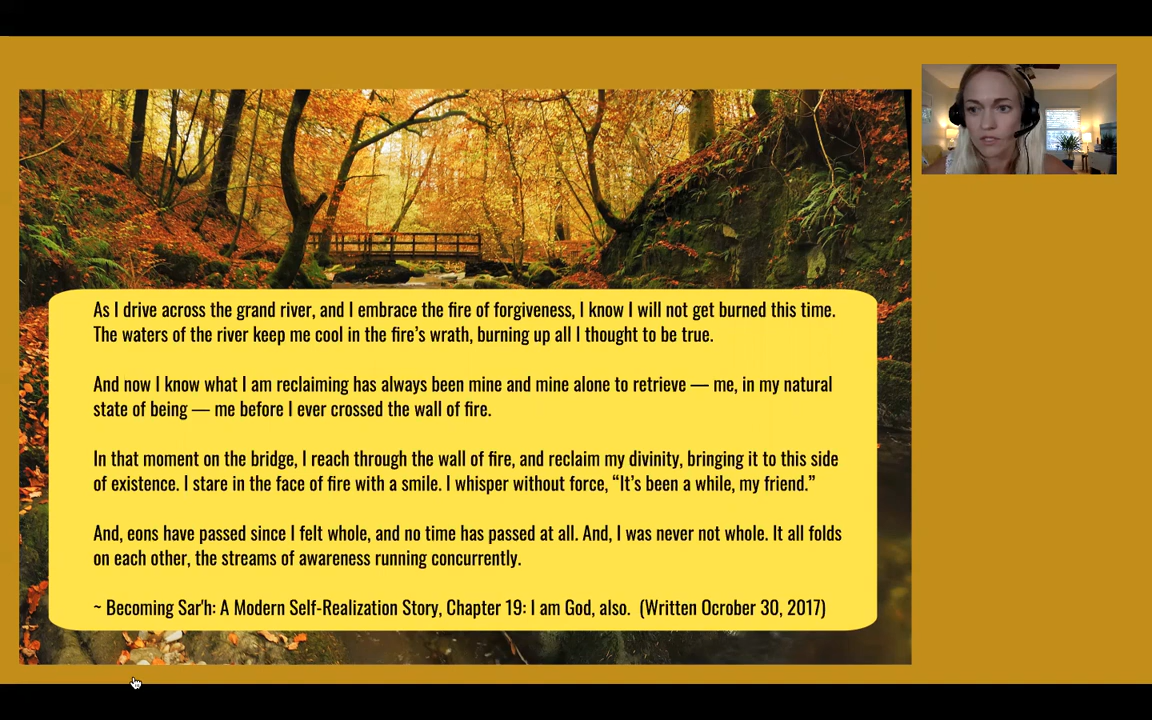 As I drive across the grand river, and I embrace the fire of forgiveness, I know I will not get burned this time.
The waters of the river keep me cool in the fire’s wrath, burning up all I thought to be true.
And now I know what I am reclaiming has always been mine and mine alone to retrieve — me, in my natural
state of being — me before I ever crossed the wall of fire.
In that moment on the bridge, I reach through the wall of fire, and reclaim my divinity, bringing it to this side
of existence. I stare in the face of fire with a smile. I whisper without force, “It’s been a while, my friend.”
And, eons have passed since I felt whole, and no time has passed at all. And, I was never not whole. It all folds
on each other, the streams of awareness running concurrently.
~ Becoming Sar'h: A Modern Self-Realization Story, Chapter 19: I am God, also. (Written Ocrober 30, 2017)